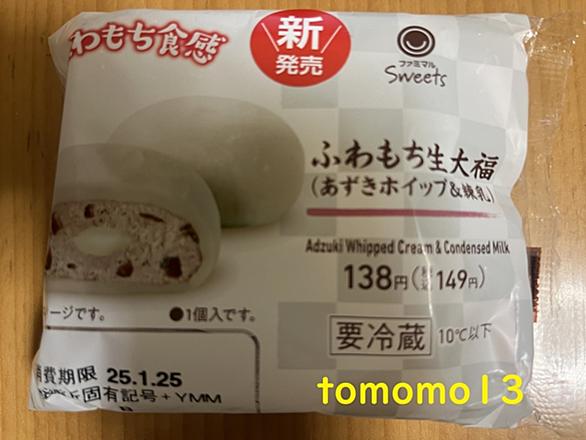 わもち食感
新
発売
ファミマル
Sweets
ふわもち生大福
(あずきホイップ&練乳)
Adzuki Whipped Cream & Condensed Milk
138円(税込149円)
ージです。
●1個入です。
要冷蔵 10℃以下
消費期限 25.1.25
固有記号+YMM
tomomo13